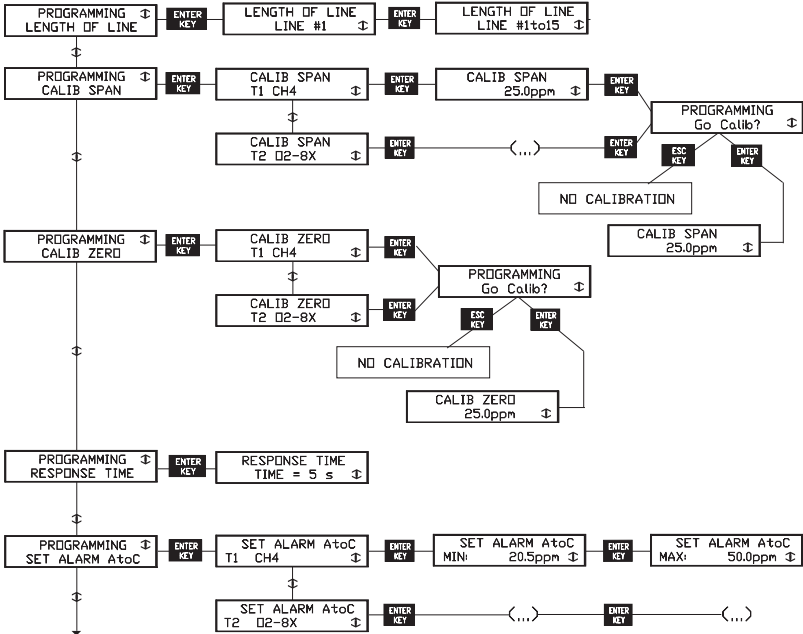 PROGRAMMING
LENGTH OF LINE
ENTER
KEY
LENGTH OF LINE
LINE #1
ENTER
KEY
LENGTH OF LINE
LINE #1to15
PROGRAMMING
CALIB SPAN
ENTER
KEY
CALIB SPAN
T1 CH4
ENTER
KEY
CALIB SPAN
25.0ppm
ENTER
KEY
PROGRAMMING
Go Calib?
CALIB SPAN
T2 O2-8X
ENTER
KEY
(...)
ENTER
KEY
ESC
KEY
ENTER
KEY
NO CALIBRATION
CALIB SPAN
25.0ppm
PROGRAMMING
CALIB ZERO
ENTER
KEY
CALIB ZERO
T1 CH4
ENTER
KEY
CALIB ZERO
T2 O2-8X
ENTER
KEY
PROGRAMMING
Go Calib?
ESC
KEY
ENTER
KEY
NO CALIBRATION
CALIB ZERO
25.0ppm
PROGRAMMING
RESPONSE TIME
ENTER
KEY
RESPONSE TIME
TIME = 5 s
PROGRAMMING
SET ALARM AtoC
ENTER
KEY
SET ALARM AtoC
T1 CH4
ENTER
KEY
SET ALARM AtoC
MIN: 20.5ppm
ENTER
KEY
SET ALARM AtoC
MAX: 50.0ppm
SET ALARM AtoC
T2 O2-8X
ENTER
KEY
(...)
ENTER
KEY
(...)